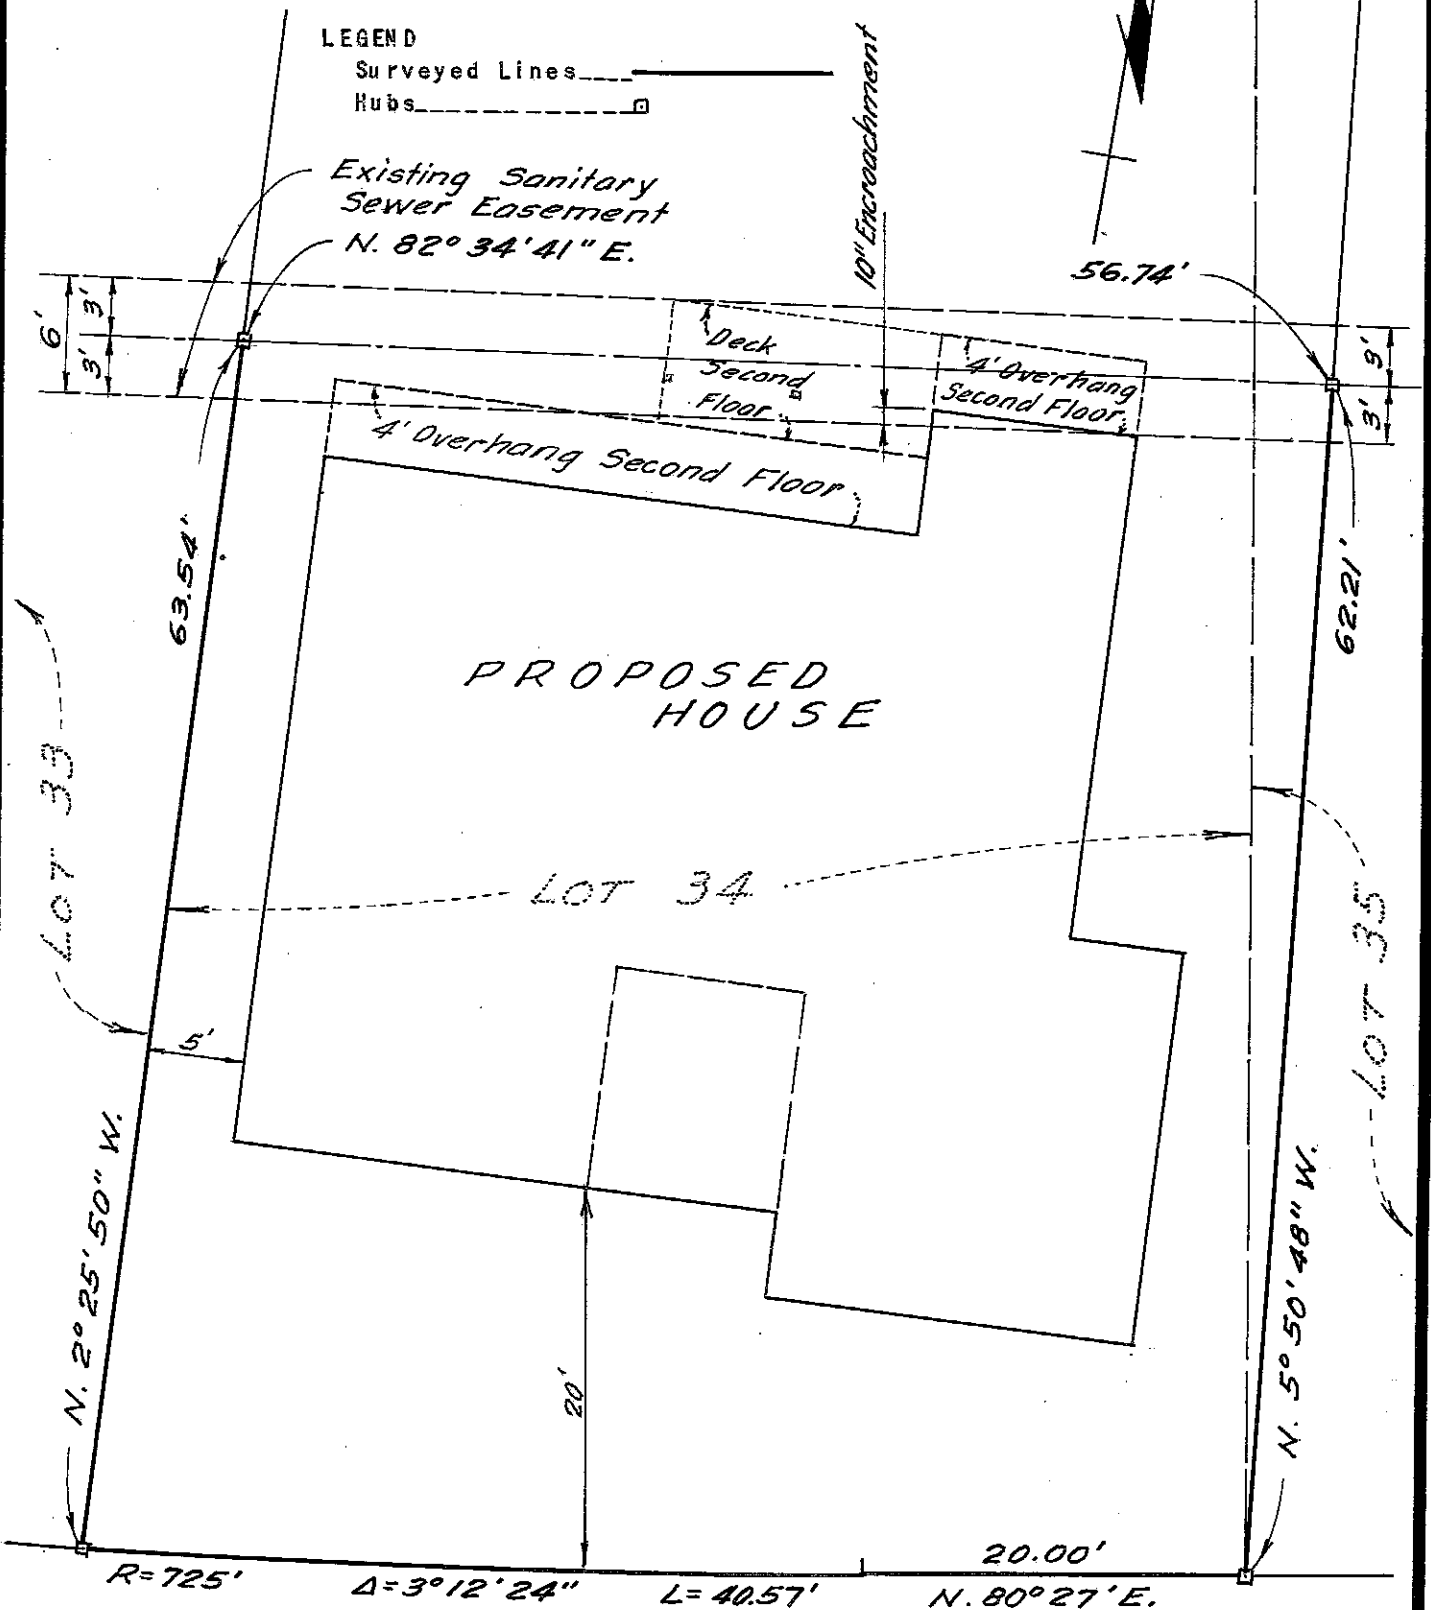 LEGEND
Surveyed Lines
Hubs
10" Encroachment
Existing Sanitary
Sewer Easement
N. 82° 34' 41" E.
56.74'
6'
3'
3'
3'
3'
Deck
Second
Floor
4' Overhang
Second Floor
4' Overhang Second Floor
63.54'
62.21'
PROPOSED
HOUSE
LOT 33
LOT 34
LOT 35
5'
N. 2° 25' 50" W.
N. 5° 50' 48" W.
20'
20.00'
R=725'
Δ=3° 12' 24"
L=40.57'
N. 80° 27' E.